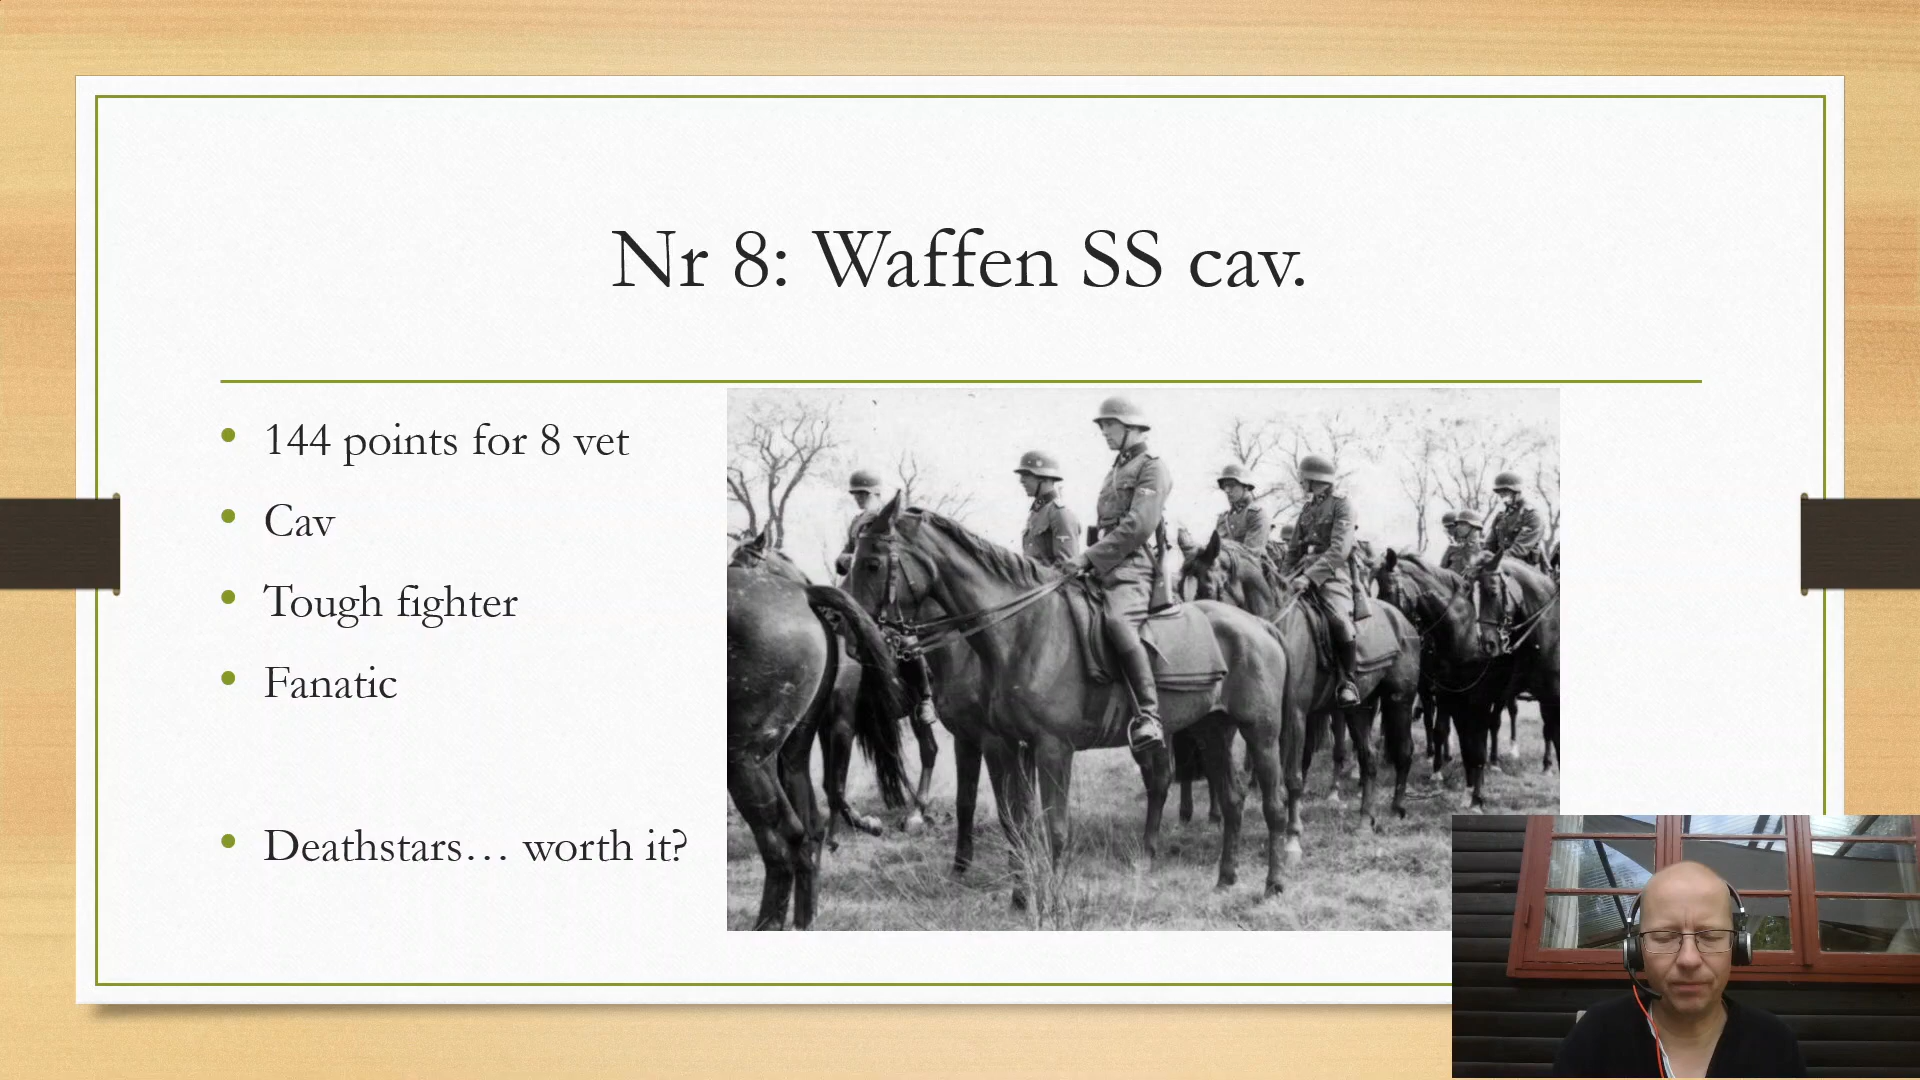 Nr 8: Waffen SS cav.
144 points for 8 vet
Cav
Tough fighter
Fanatic
Deathstars… worth it?